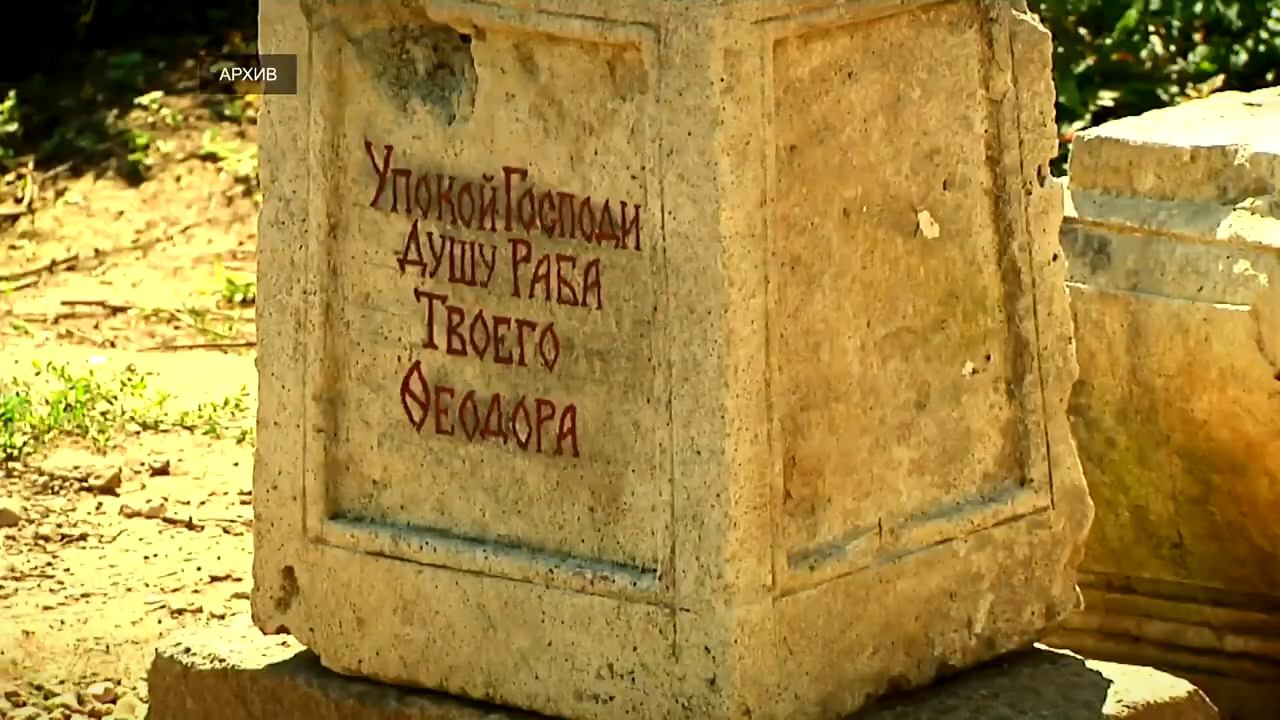 АРХИВ
Упокой Господи
Душу Раба
Твоего
Ѳеодора